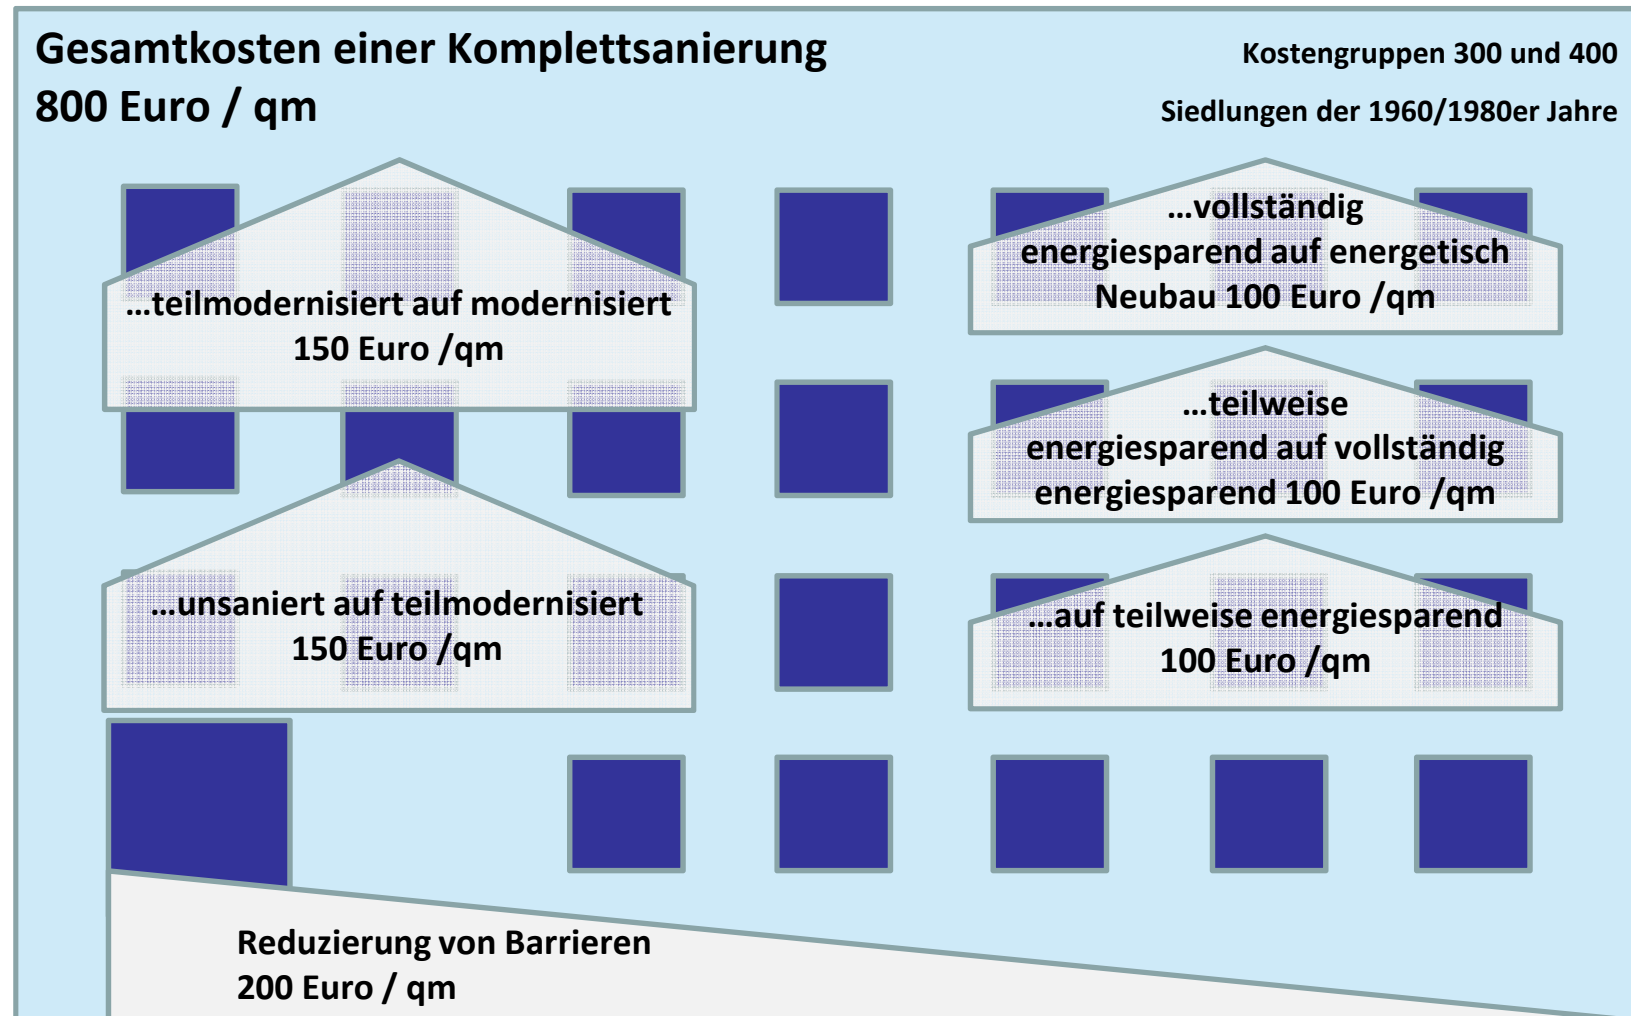 Gesamtkosten einer Komplettsanierung
800 Euro / qm
Kostengruppen 300 und 400
Siedlungen der 1960/1980er Jahre
...teilmodernisiert auf modernisiert
150 Euro /qm
...unsaniert auf teilmodernisiert
150 Euro /qm
...vollständig
energiesparend auf energetisch
Neubau 100 Euro /qm
...teilweise
energiesparend auf vollständig
energiesparend 100 Euro /qm
...auf teilweise energiesparend
100 Euro /qm
Reduzierung von Barrieren
200 Euro / qm